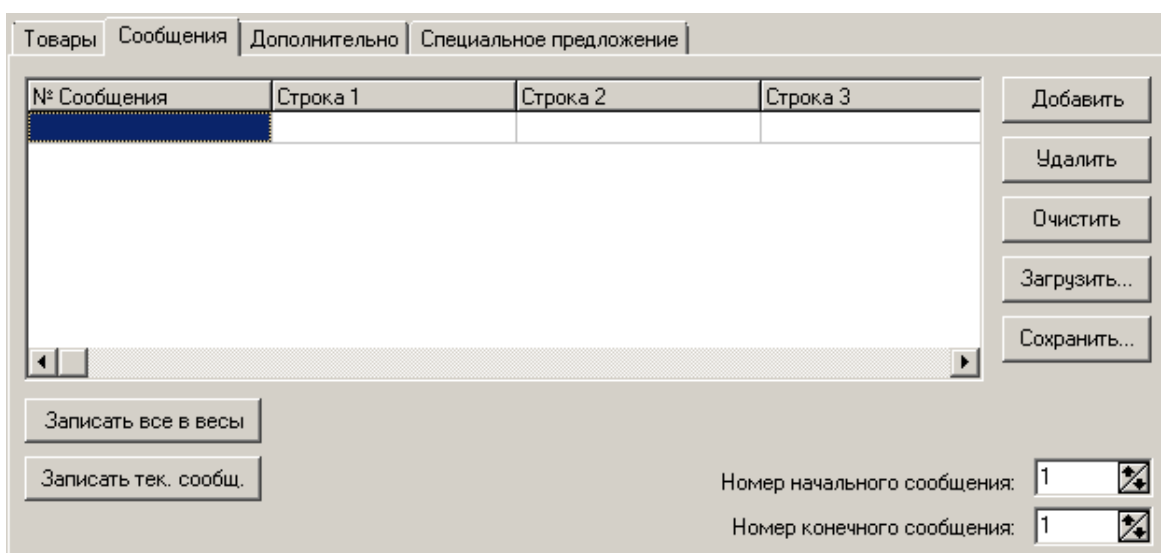 Товары Сообщения Дополнительно Специальное предложение
№ Сообщения Строка 1 Строка 2 Строка 3
Добавить
Удалить
Очистить
Загрузить...
Сохранить...
Записать все в весы
Записать тек. сообщ.
Номер начального сообщения: 1
Номер конечного сообщения: 1